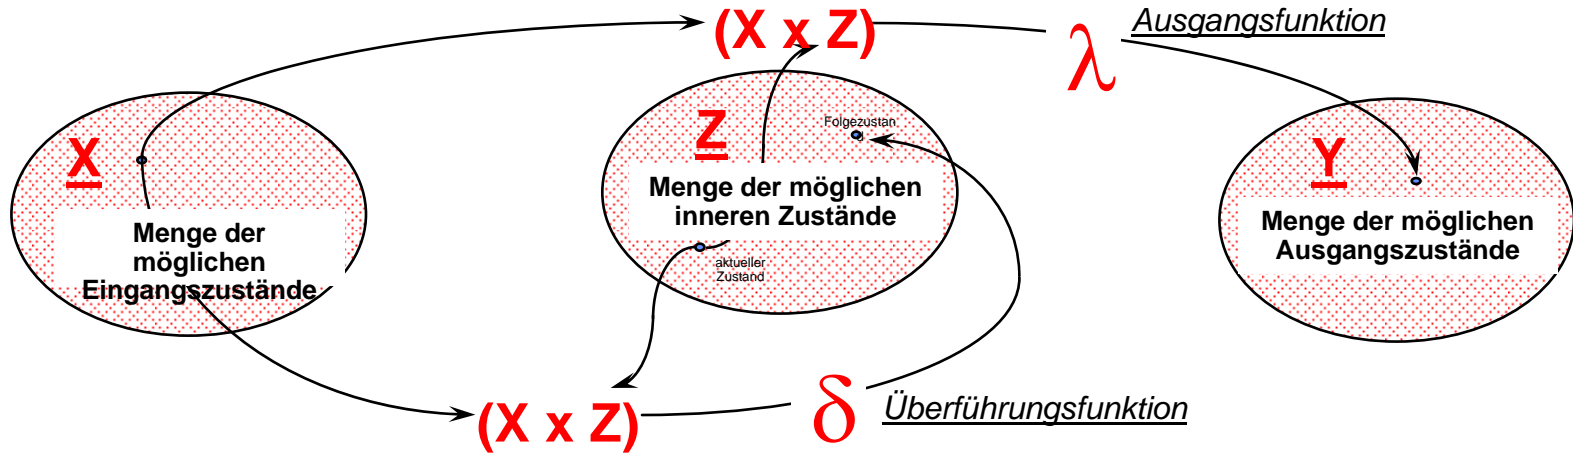 (X x Z)
λ
Ausgangsfunktion
X
Menge der
möglichen
Eingangszustände
Z
Folgezustan
d
Menge der möglichen
inneren Zustände
aktueller
Zustand
Y
Menge der möglichen
Ausgangszustände
(X x Z)
δ
Überführungsfunktion